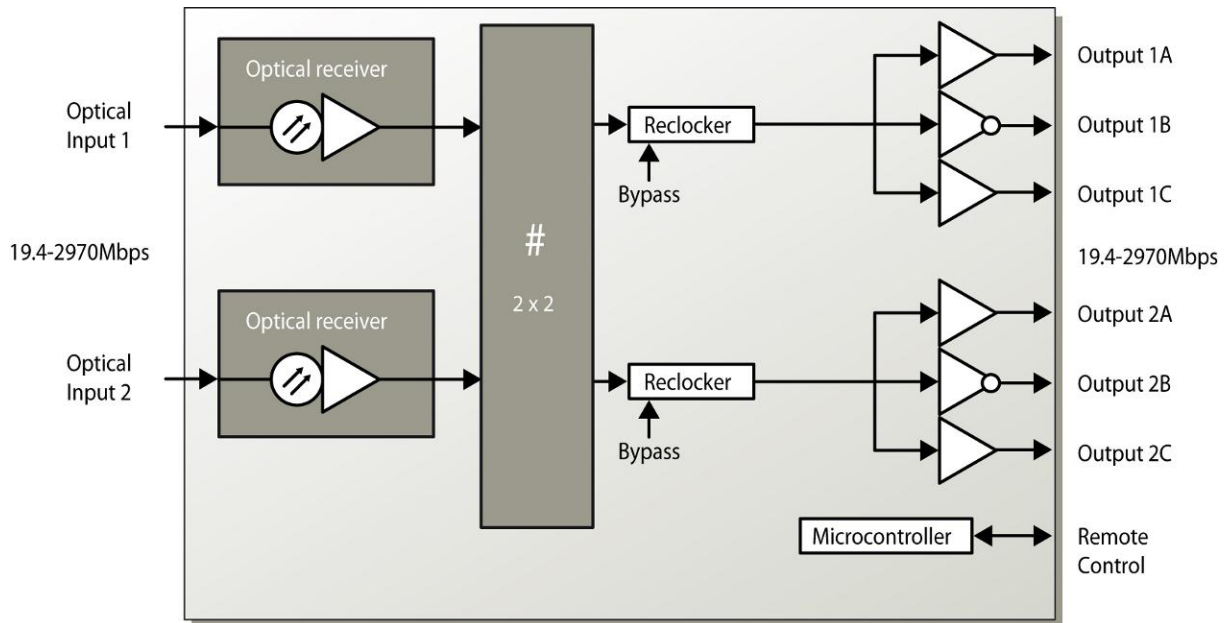 Optical receiver
Optical
Input 1
19.4-2970Mbps
Optical receiver
Optical
Input 2
#
2 x 2
Reclocker
Bypass
Reclocker
Bypass
Output 1A
Output 1B
Output 1C
19.4-2970Mbps
Output 2A
Output 2B
Output 2C
Microcontroller
Remote
Control